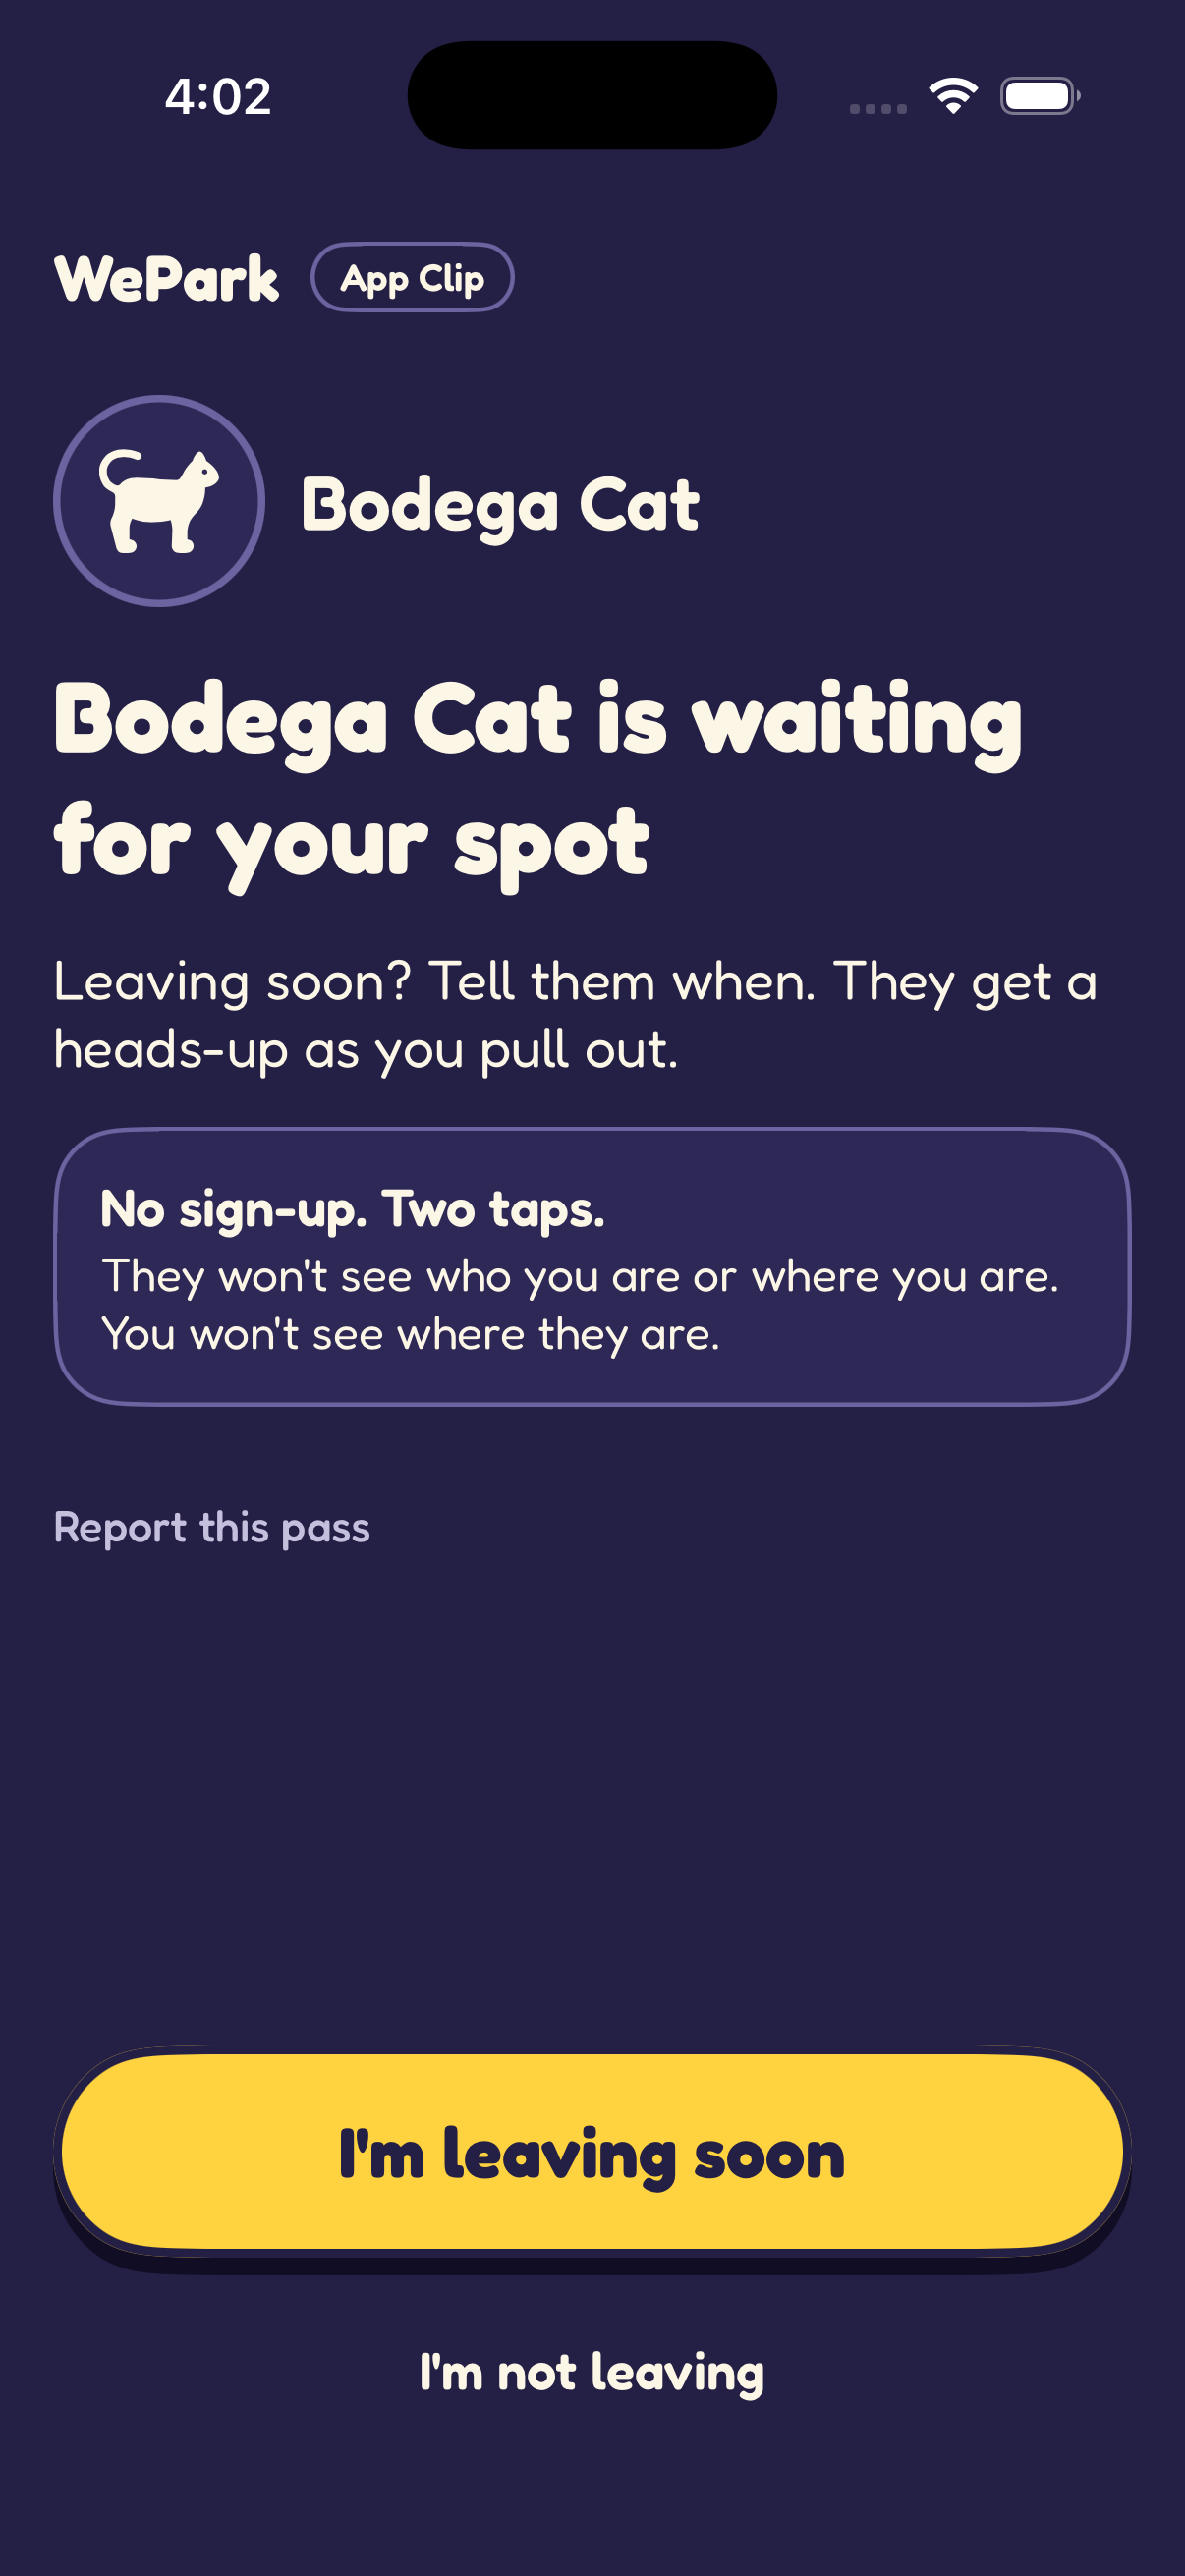 4:02
WePark App Clip
Bodega Cat
Bodega Cat is waiting
for your spot
Leaving soon? Tell them when. They get a
heads-up as you pull out.
No sign-up. Two taps.
They won't see who you are or where you are.
You won't see where they are.
Report this pass
I'm leaving soon
I'm not leaving